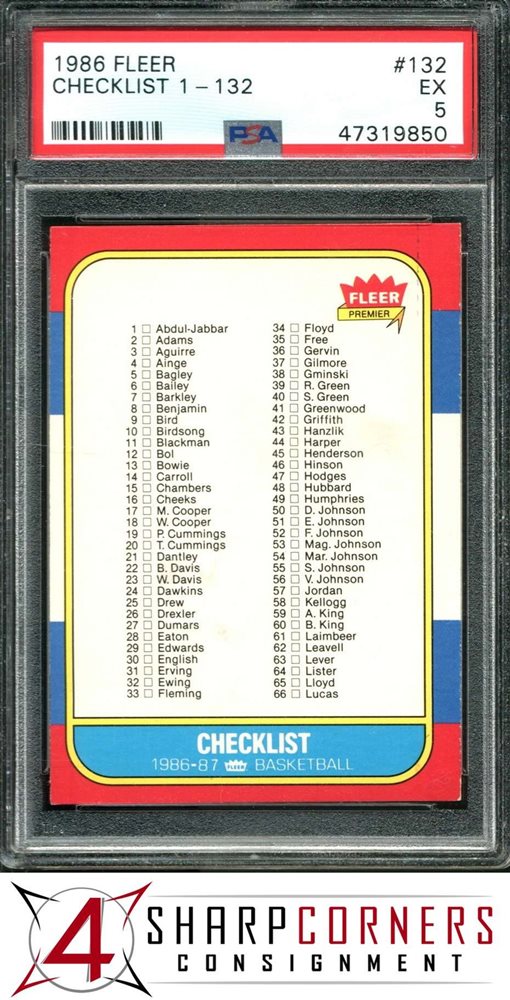 1986 FLEER #132
CHECKLIST 1-132 EX
5
PSA 47319850
FLEER
PREMIER
1 Abdul-Jabbar
2 Adams
3 Aguirre
4 Ainge
5 Bagley
6 Bailey
7 Barkley
8 Benjamin
9 Bird
10 Birdsong
11 Blackman
12 Bol
13 Bowie
14 Carroll
15 Chambers
16 Cheeks
17 M. Cooper
18 W. Cooper
19 P. Cummings
20 T. Cummings
21 Dantley
22 B. Davis
23 W. Davis
24 Dawkins
25 Drew
26 Drexler
27 Dumars
28 Eaton
29 Edwards
30 English
31 Erving
32 Ewing
33 Fleming
34 Floyd
35 Free
36 Gervin
37 Gilmore
38 Gminski
39 R. Green
40 S. Green
41 Greenwood
42 Griffith
43 Hanzlik
44 Harper
45 Henderson
46 Hinson
47 Hodges
48 Hubbard
49 Humphries
50 D. Johnson
51 E. Johnson
52 F. Johnson
53 Mag. Johnson
54 Mar. Johnson
55 S. Johnson
56 V. Johnson
57 Jordan
58 Kellogg
59 A. King
60 B. King
61 Laimbeer
62 Leavell
63 Lever
64 Lister
65 Lloyd
66 Lucas
CHECKLIST
1986-87 FLEER BASKETBALL
4 SHARPCORNERS
CONSIGNMENT